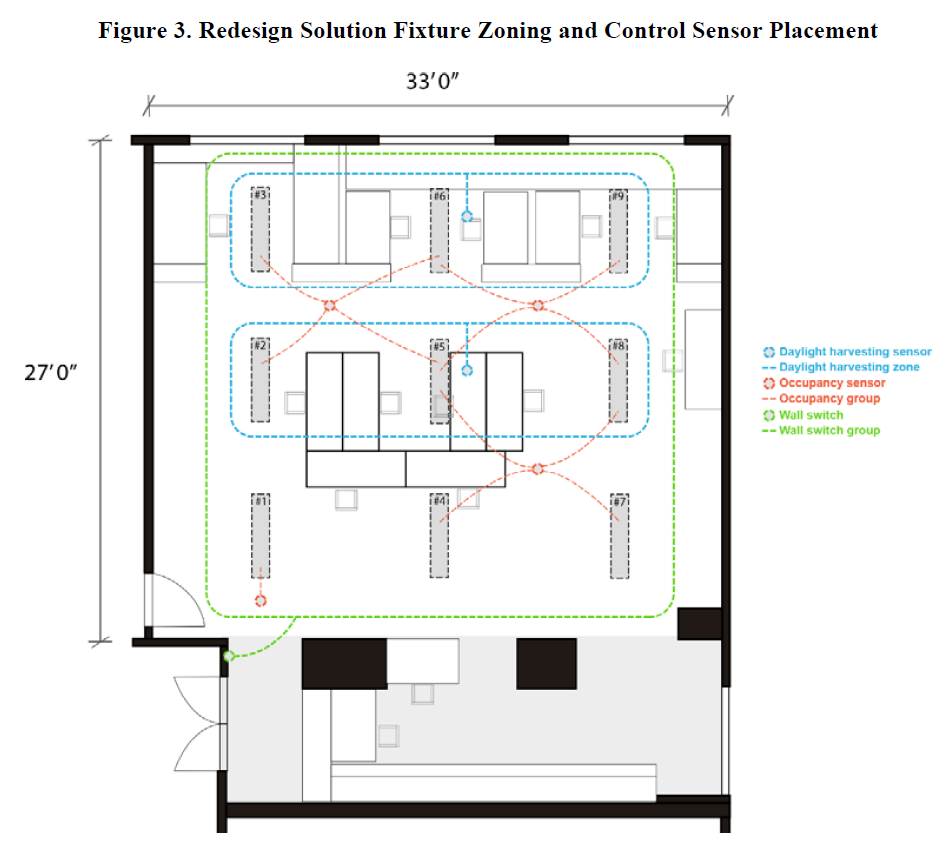 Figure 3. Redesign Solution Fixture Zoning and Control Sensor Placement
33'0"
27'0"
#3
#6
#9
#2
#5
#8
#1
#4
#7
Daylight harvesting sensor
Daylight harvesting zone
Occupancy sensor
Occupancy group
Wall switch
Wall switch group